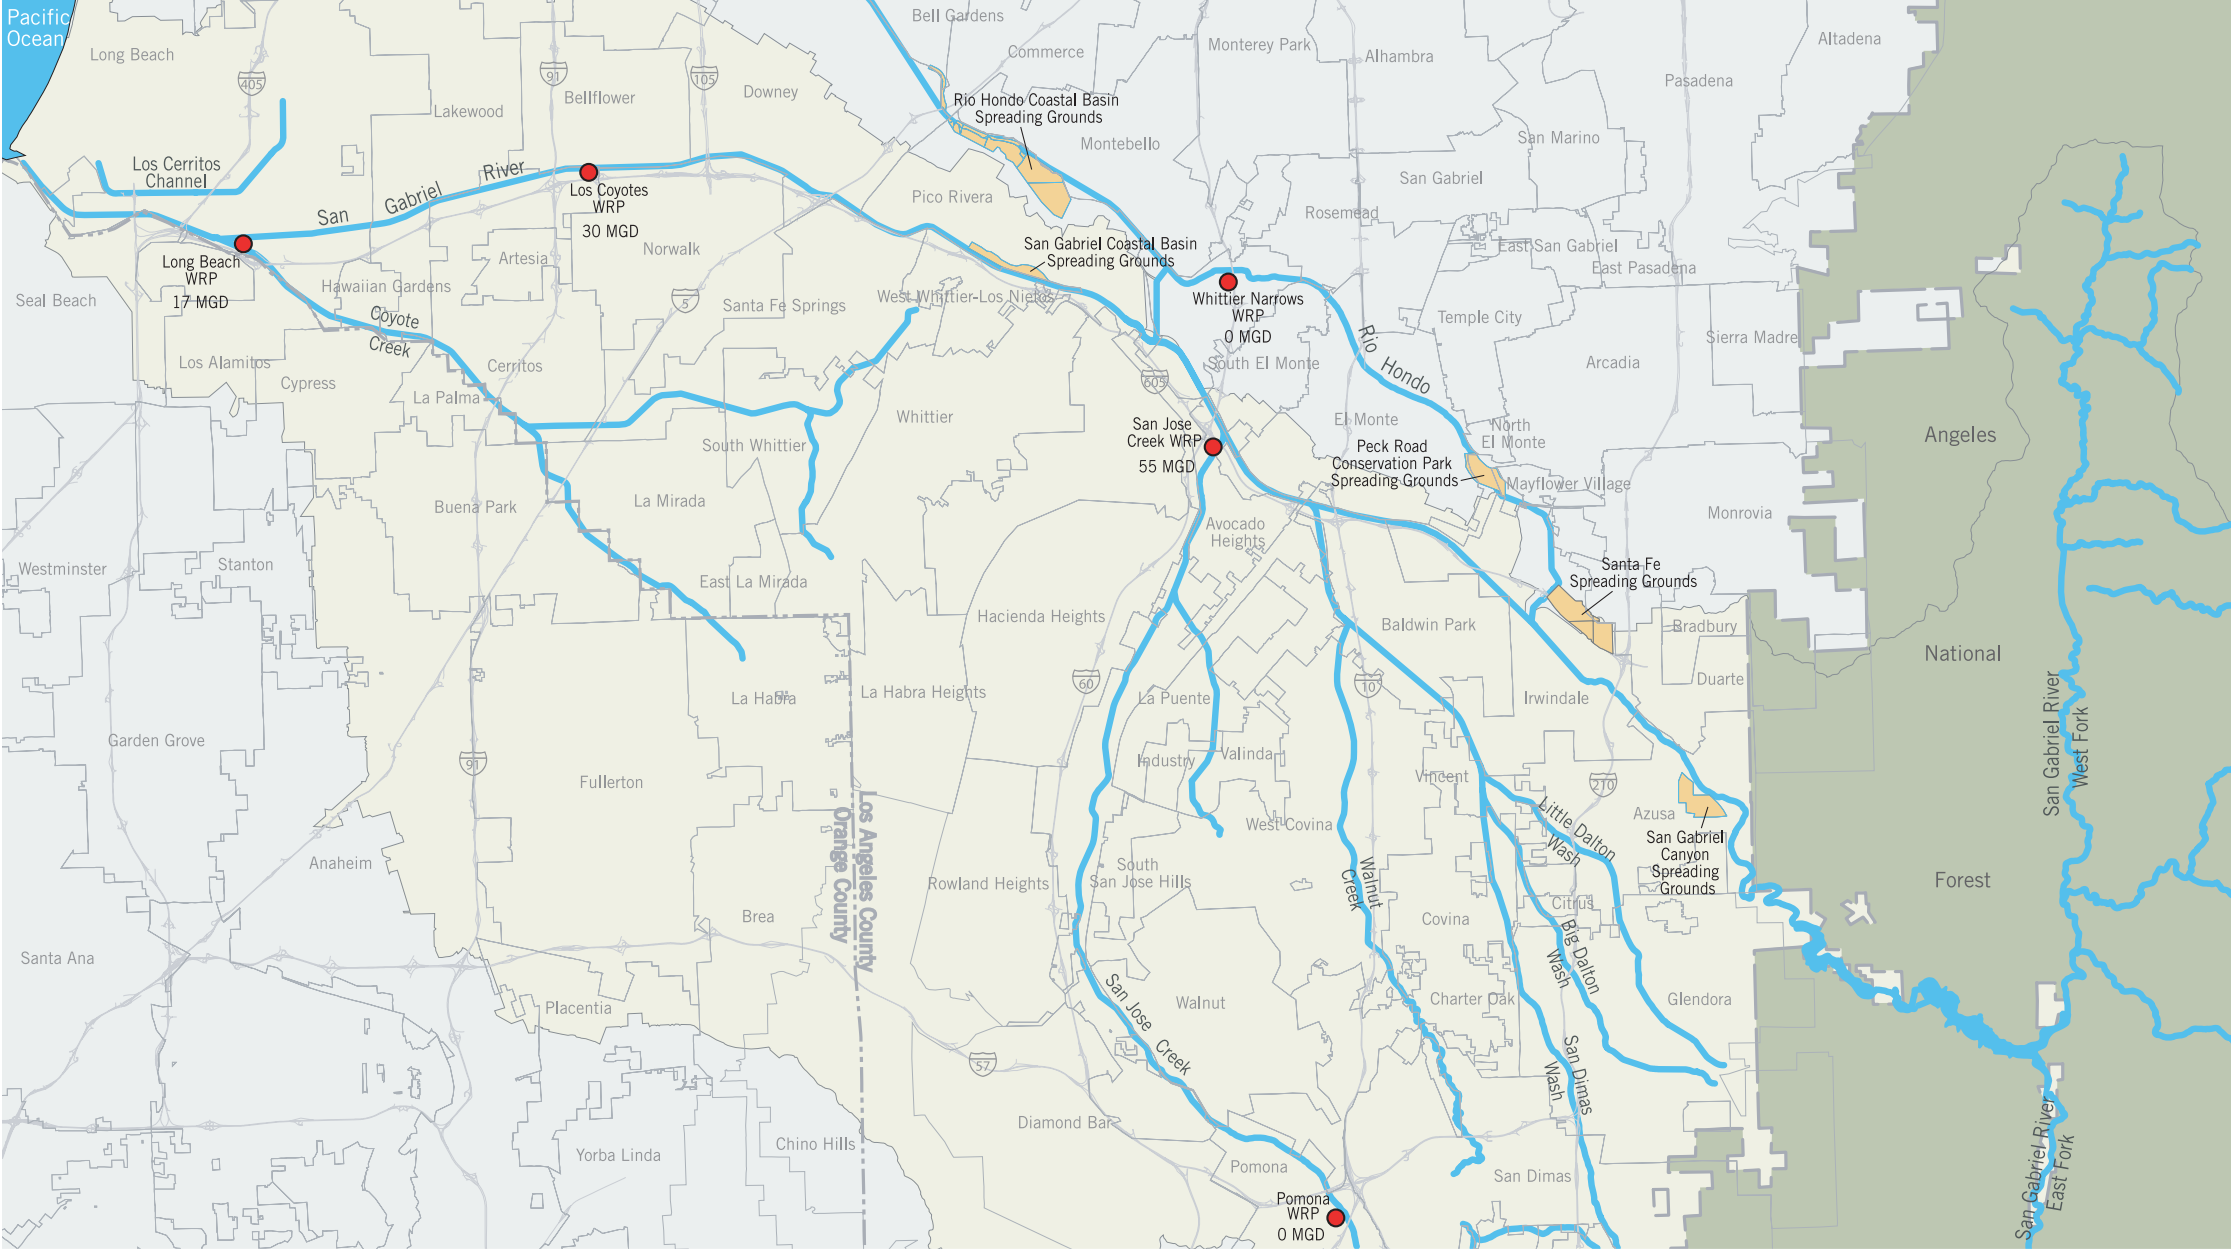 Pacific
Ocean
Long Beach
405
91
Bellflower
105
Downey
Lakewood
Bell Gardens
Commerce
Monterey Park
Alhambra
Altadena
Pasadena
Rio Hondo Coastal Basin
Spreading Grounds
Montebello
San Marino
Los Cerritos
Channel
San Gabriel River
Los Coyotes
WRP
30 MGD
Pico Rivera
San Gabriel
Rosemead
Long Beach
WRP
17 MGD
Seal Beach
Hawaiian Gardens
Artesia
Norwalk
5
Santa Fe Springs
San Gabriel Coastal Basin
Spreading Grounds
West Whittier-Los Nietos
Whittier Narrows
WRP
0 MGD
East San Gabriel
East Pasadena
Temple City
Sierra Madre
Arcadia
Coyote
Creek
Los Alamitos
Cypress
La Palma
Cerritos
605
South El Monte
Rio Hondo
Whittier
South Whittier
San Jose
Creek WRP
55 MGD
El Monte
North
El Monte
Peck Road
Conservation Park
Spreading Grounds
Mayflower Village
Monrovia
Angeles
National
Forest
Buena Park
La Mirada
Avocado
Heights
Westminster
Stanton
East La Mirada
Santa Fe
Spreading Grounds
Hacienda Heights
Baldwin Park
Bradbury
Duarte
La Habra
La Habra Heights
60
La Puente
10
Irwindale
Garden Grove
91
Fullerton
Industry
Valinda
Vincent
210
Azusa
San Gabriel
Canyon
Spreading
Grounds
San Gabriel River
West Fork
Los Angeles County
Orange County
West Covina
Little Dalton
Wash
Anaheim
South
San Jose Hills
Rowland Heights
Walnut
Creek
Covina
Citrus
Big Dalton
Wash
Brea
Santa Ana
Placentia
San Jose Creek
Walnut
Charter Oak
Glendora
57
Diamond Bar
San Dimas
Wash
Yorba Linda
Chino Hills
Pomona
San Dimas
Pomona
WRP
0 MGD
San Gabriel River
East Fork